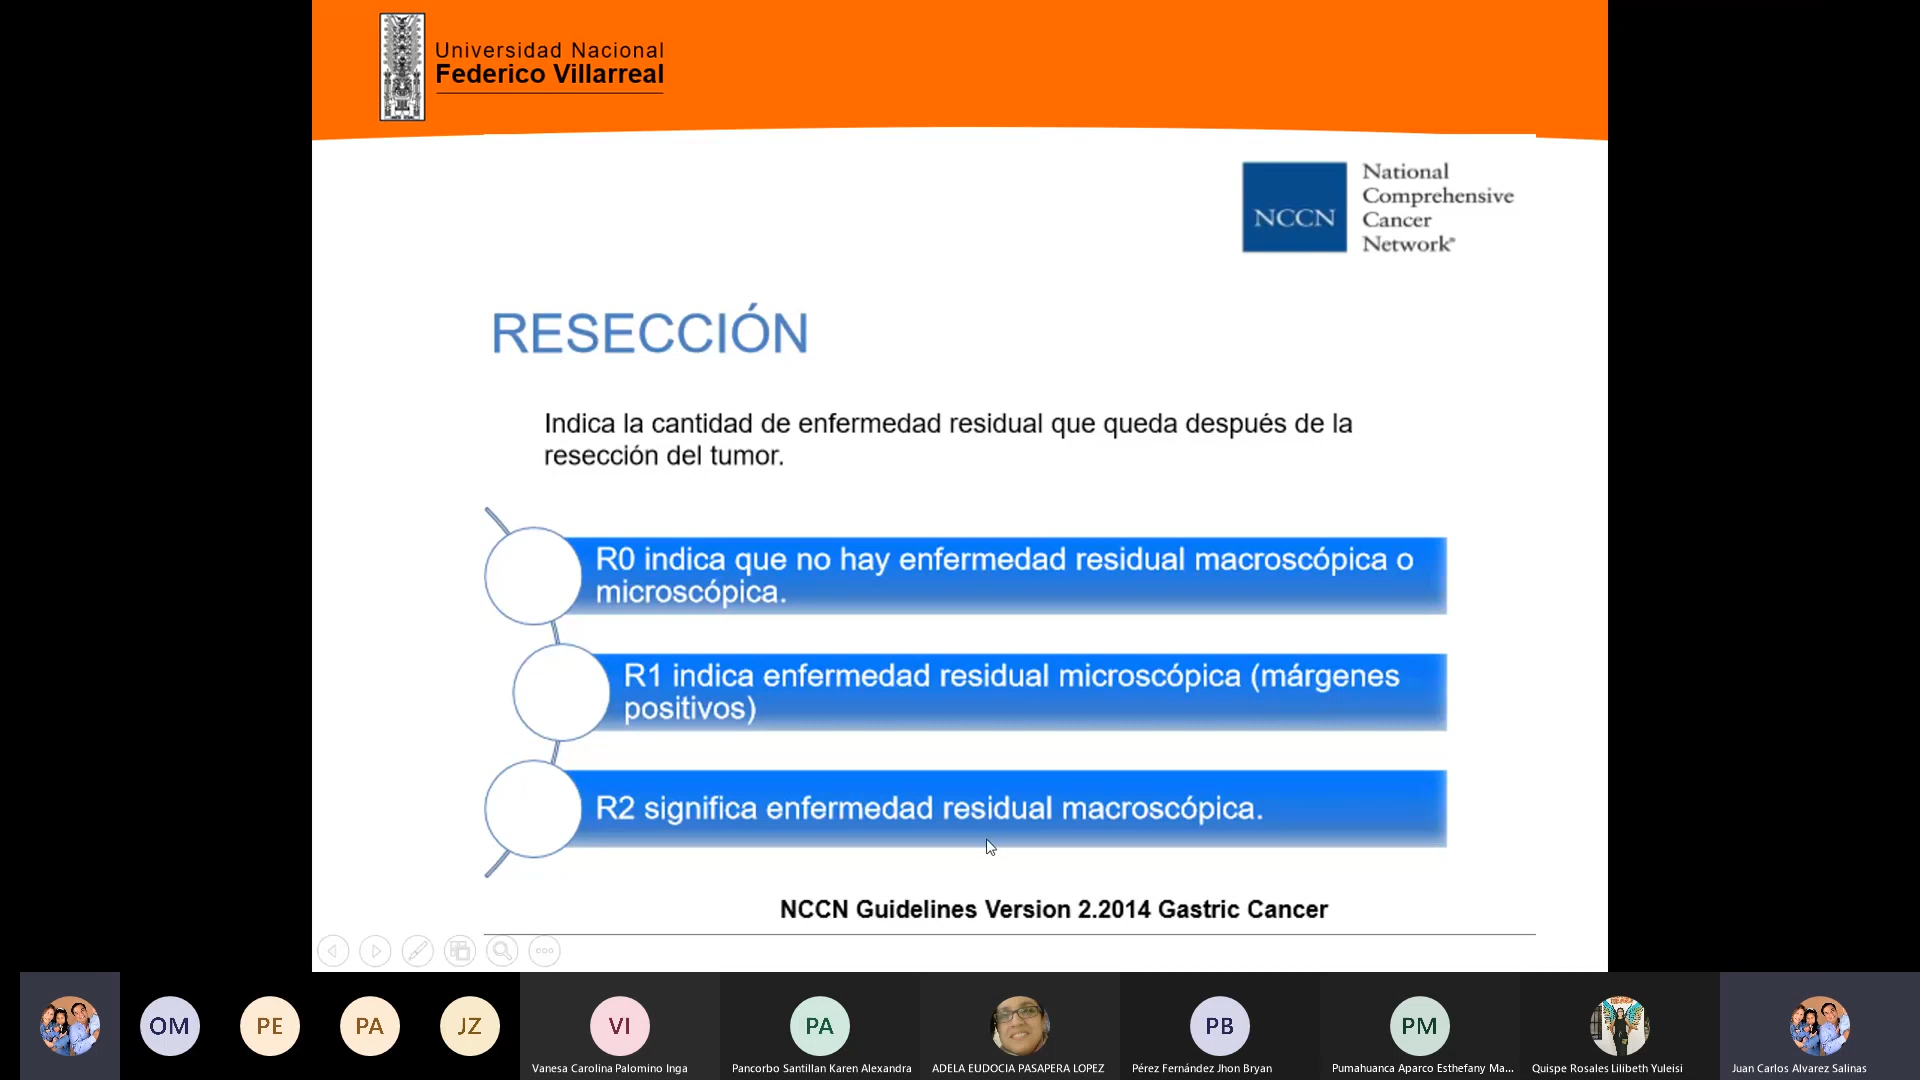 Universidad Nacional
Federico Villarreal
NCCN
National
Comprehensive
Cancer
Network®
RESECCIÓN
Indica la cantidad de enfermedad residual que queda después de la
resección del tumor.
R0 indica que no hay enfermedad residual macroscópica o
microscópica.
R1 indica enfermedad residual microscópica (márgenes
positivos)
R2 significa enfermedad residual macroscópica.
NCCN Guidelines Version 2.2014 Gastric Cancer
OM
PE
PA
JZ
VI
PA
PB
PM
Vanesa Carolina Palomino Inga
Pancorbo Santillan Karen Alexandra
ADELA EUDOCIA PASAPERA LOPEZ
Pérez Fernández Jhon Bryan
Pumahuanca Aparco Esthefany Ma...
Quispe Rosales Lilibeth Yuleisi
Juan Carlos Alvarez Salinas